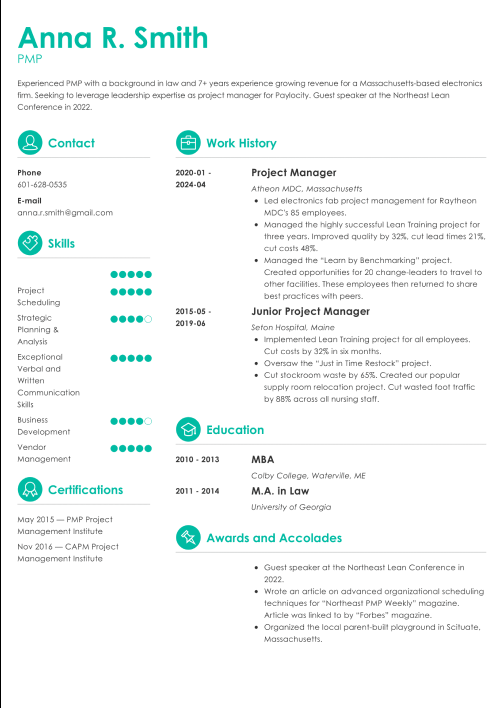 Anna R. Smith
PMP
Experienced PMP with a background in law and 7+ years experience growing revenue for a Massachusetts-based electronics
firm. Seeking to leverage leadership expertise as project manager for Paylocity. Guest speaker at the Northeast Lean
Conference in 2022.
Contact
Phone
601-628-0535
E-mail
anna.r.smith@gmail.com
Skills
Project
Scheduling
Strategic
Planning &
Analysis
Exceptional
Verbal and
Written
Communication
Skills
Business
Development
Vendor
Management
Certifications
May 2015 — PMP Project
Management Institute
Nov 2016 — CAPM Project
Management Institute
Work History
2020-01 -
2024-04
Project Manager
Atheon MDC, Massachusetts
• Led electronics fab project management for Raytheon
MDC's 85 employees.
• Managed the highly successful Lean Training project for
three years. Improved quality by 32%, cut lead times 21%,
cut costs 48%.
• Managed the “Learn by Benchmarking” project.
Created opportunities for 20 change-leaders to travel to
other facilities. These employees then returned to share
best practices with peers.
2015-05 -
2019-06
Junior Project Manager
Seton Hospital, Maine
• Implemented Lean Training project for all employees.
Cut costs by 32% in six months.
• Oversaw the “Just in Time Restock” project.
• Cut stockroom waste by 65%. Created our popular
supply room relocation project. Cut wasted foot traffic
by 88% across all nursing staff.
Education
2010 - 2013
MBA
Colby College, Waterville, ME
2011 - 2014
M.A. in Law
University of Georgia
Awards and Accolades
• Guest speaker at the Northeast Lean Conference in
2022.
• Wrote an article on advanced organizational scheduling
techniques for “Northeast PMP Weekly” magazine.
Article was linked to by “Forbes” magazine.
• Organized the local parent-built playground in Scituate,
Massachusetts.